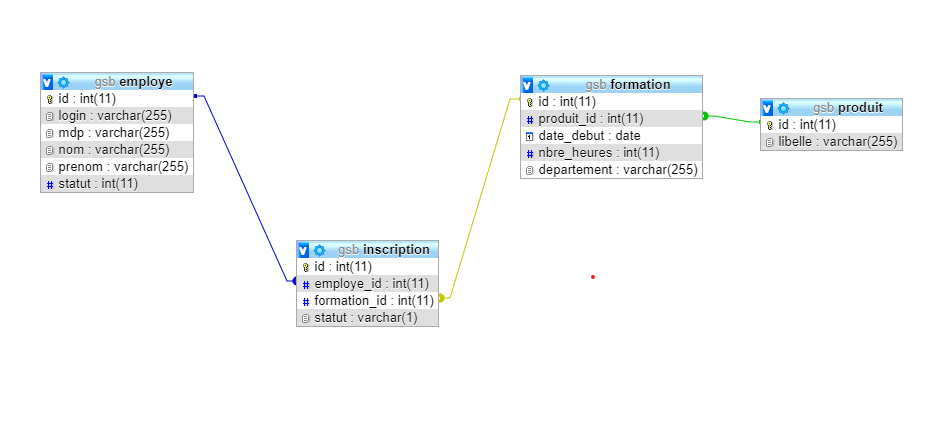 gsb employe
id : int(11)
login : varchar(255)
mdp : varchar(255)
nom : varchar(255)
prenom : varchar(255)
statut : int(11)
gsb inscription
id : int(11)
employe_id : int(11)
formation_id : int(11)
statut : varchar(1)
gsb formation
id : int(11)
produit_id : int(11)
date_debut : date
nbre_heures : int(11)
departement : varchar(255)
gsb produit
id : int(11)
libelle : varchar(255)